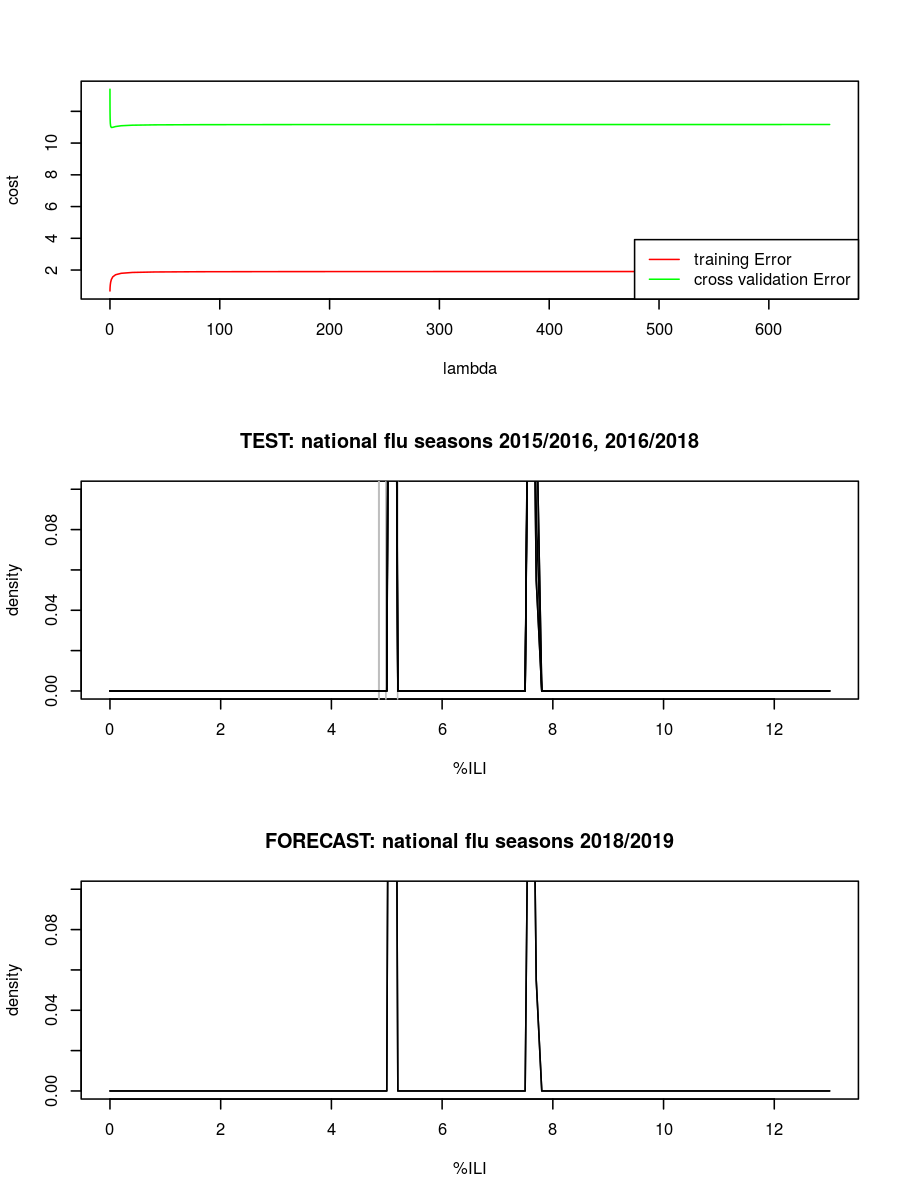 cost
10
8
6
4
2
training Error
cross validation Error
0 100 200 300 400 500 600
lambda
TEST: national flu seasons 2015/2016, 2016/2018
density
0.08
0.04
0.00
0 2 4 6 8 10 12
%ILI
FORECAST: national flu seasons 2018/2019
density
0.08
0.04
0.00
0 2 4 6 8 10 12
%ILI